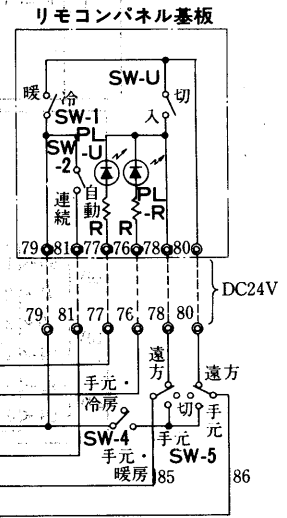 リモコンパネル基板
SW-U
暖
冷
切
SW-1
入
PL
-U
SW
-2
自動
連続
PL
-R
R
R
79
81
77
76
78
80
DC24V
79
81
77
76
78
80
遠方
遠方
手元・
冷房
切
手元
手元
SW-4
SW-5
手元・
暖房
85
86